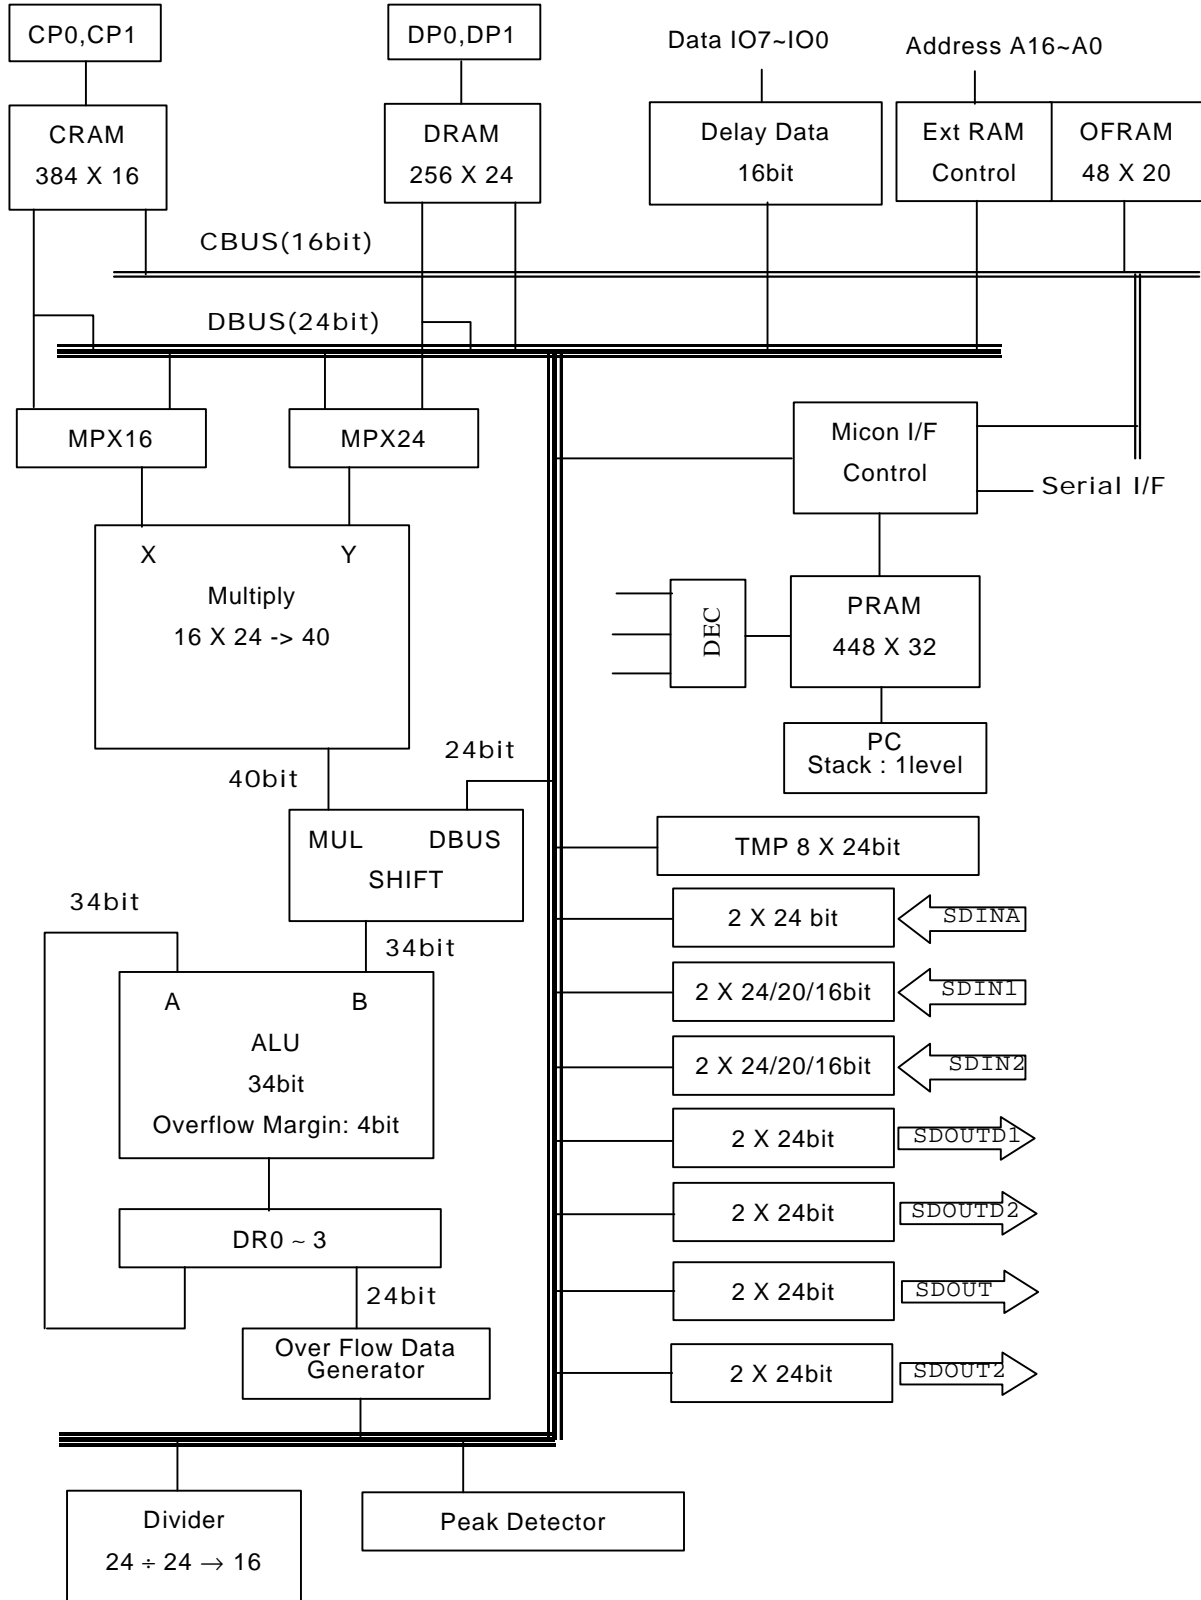 CP0,CP1
DP0,DP1
Data IO7~IO0
Address A16~A0
CRAM
384 X 16
DRAM
256 X 24
Delay Data
16bit
Ext RAM
Control
OFRAM
48 X 20
CBUS(16bit)
DBUS(24bit)
MPX16
MPX24
Micon I/F
Control
Serial I/F
X
Y
Multiply
16 X 24 -> 40
DEC
PRAM
448 X 32
PC
Stack : 1level
40bit
24bit
MUL
DBUS
SHIFT
TMP 8 X 24bit
34bit
34bit
2 X 24 bit
SDINA
A
B
ALU
34bit
Overflow Margin: 4bit
2 X 24/20/16bit
SDIN1
2 X 24/20/16bit
SDIN2
2 X 24bit
SDOUTD1
2 X 24bit
SDOUTD2
DR0 ~ 3
24bit
2 X 24bit
SDOUT
Over Flow Data
Generator
2 X 24bit
SDOUT2
Divider
24 ÷ 24 → 16
Peak Detector